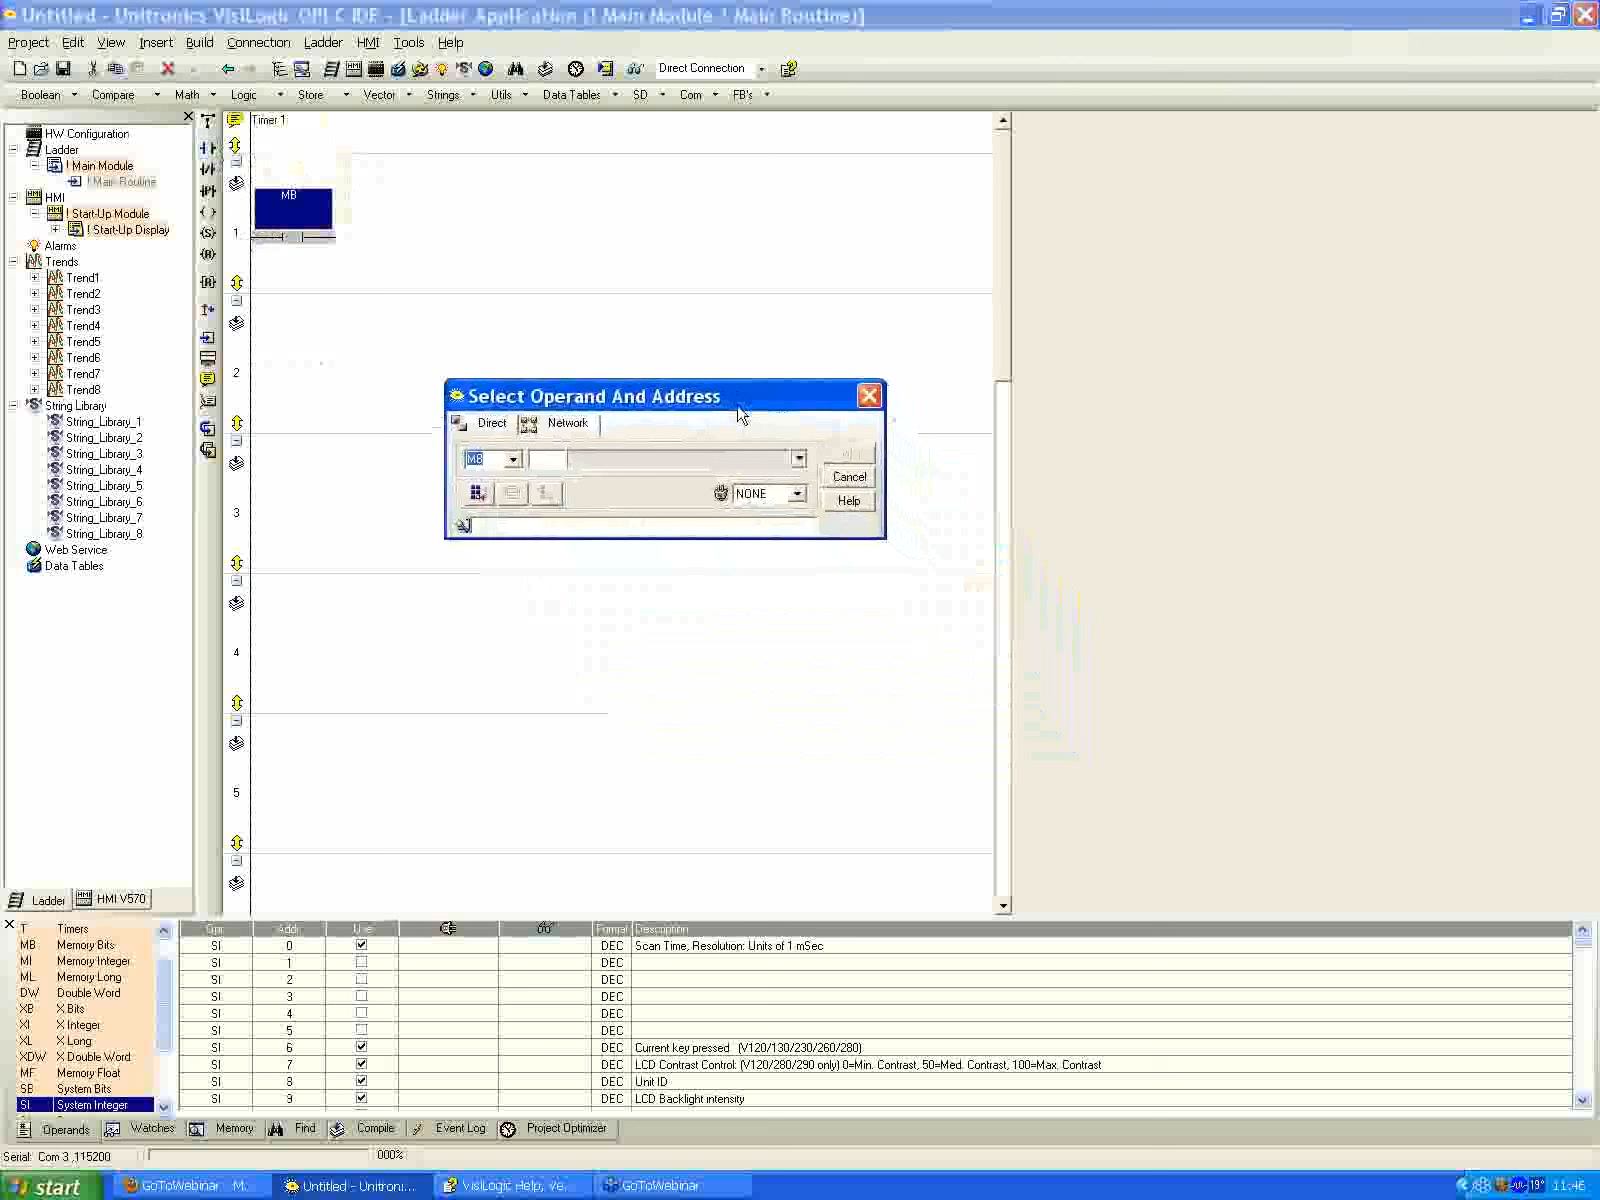 Untitled - Unitronics VisiLogic OPLC IDE - [Ladder Application (! Main Module ! Main Routine)]
Project Edit View Insert Build Connection Ladder HMI Tools Help
Direct Connection
Boolean Compare Math Logic Store Vector Strings Utils Data Tables SD Com FB's
HW Configuration
Ladder
! Main Module
! Main Routine
HMI
! Start-Up Module
! Start-Up Display
Alarms
Trends
Trend1
Trend2
Trend3
Trend4
Trend5
Trend6
Trend7
Trend8
String Library
String_Library_1
String_Library_2
String_Library_3
String_Library_4
String_Library_5
String_Library_6
String_Library_7
String_Library_8
Web Service
Data Tables
Ladder HMI V570
Timer 1
MB
1
2
3
4
5
Select Operand And Address
Direct Network
MB
Cancel
NONE
Help
T Timers
MB Memory Bits
MI Memory Integer
ML Memory Long
DW Double Word
XB X Bits
XI X Integer
XL X Long
XDW X Double Word
MF Memory Float
SB System Bits
SI System Integer
Opr Addr Use Format Description
SI 0 DEC Scan Time, Resolution: Units of 1 mSec
SI 1 DEC
SI 2 DEC
SI 3 DEC
SI 4 DEC
SI 5 DEC
SI 6 DEC Current key pressed (V120/130/230/260/280)
SI 7 DEC LCD Contrast Control: (V120/280/290 only) 0=Min. Contrast, 50=Med. Contrast, 100=Max. Contrast
SI 8 DEC Unit ID
SI 9 DEC LCD Backlight intensity
Operands Watches Memory Find Compile Event Log Project Optimizer
Serial: Com 3 ,115200 000%
start GoToWebinar - M... Untitled - Unitroni... VisiLogic Help, Ve... GoToWebinar 19° 11:46